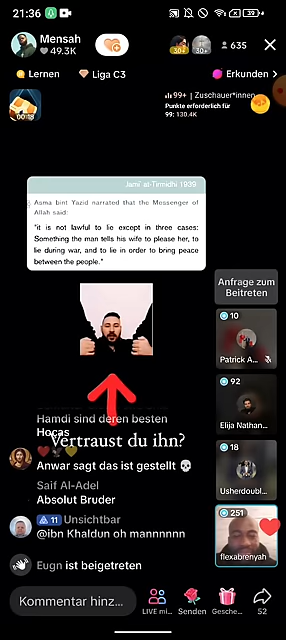 21:36
39
Mensah
49.3K
30+
30+
635
Lernen
Liga C3
Erkunden
00:18
99+ | Zuschauer*innen
Punkte erforderlich für
99: 130.4K
Jami` at-Tirmidhi 1939
Asma bint Yazid narrated that the Messenger of
Allah said:
"it is not lawful to lie except in three cases:
Something the man tells his wife to please her, to
lie during war, and to lie in order to bring peace
between the people."
Anfrage zum
Beitreten
10
Patrick A...
92
Elija Nathan...
18
Usherdoubl...
251
flexabrenyah
Hamdi sind deren besten
Hocas
Vertraust du ihn?
Anwar sagt das ist gestellt 💀
Saif Al-Adel
Absolut Bruder
11 Unsichtbar
@ibn Khaldun oh mannnnnn
Eugn ist beigetreten
Kommentar hinz...
LIVE mi...
Senden
Gesche...
52